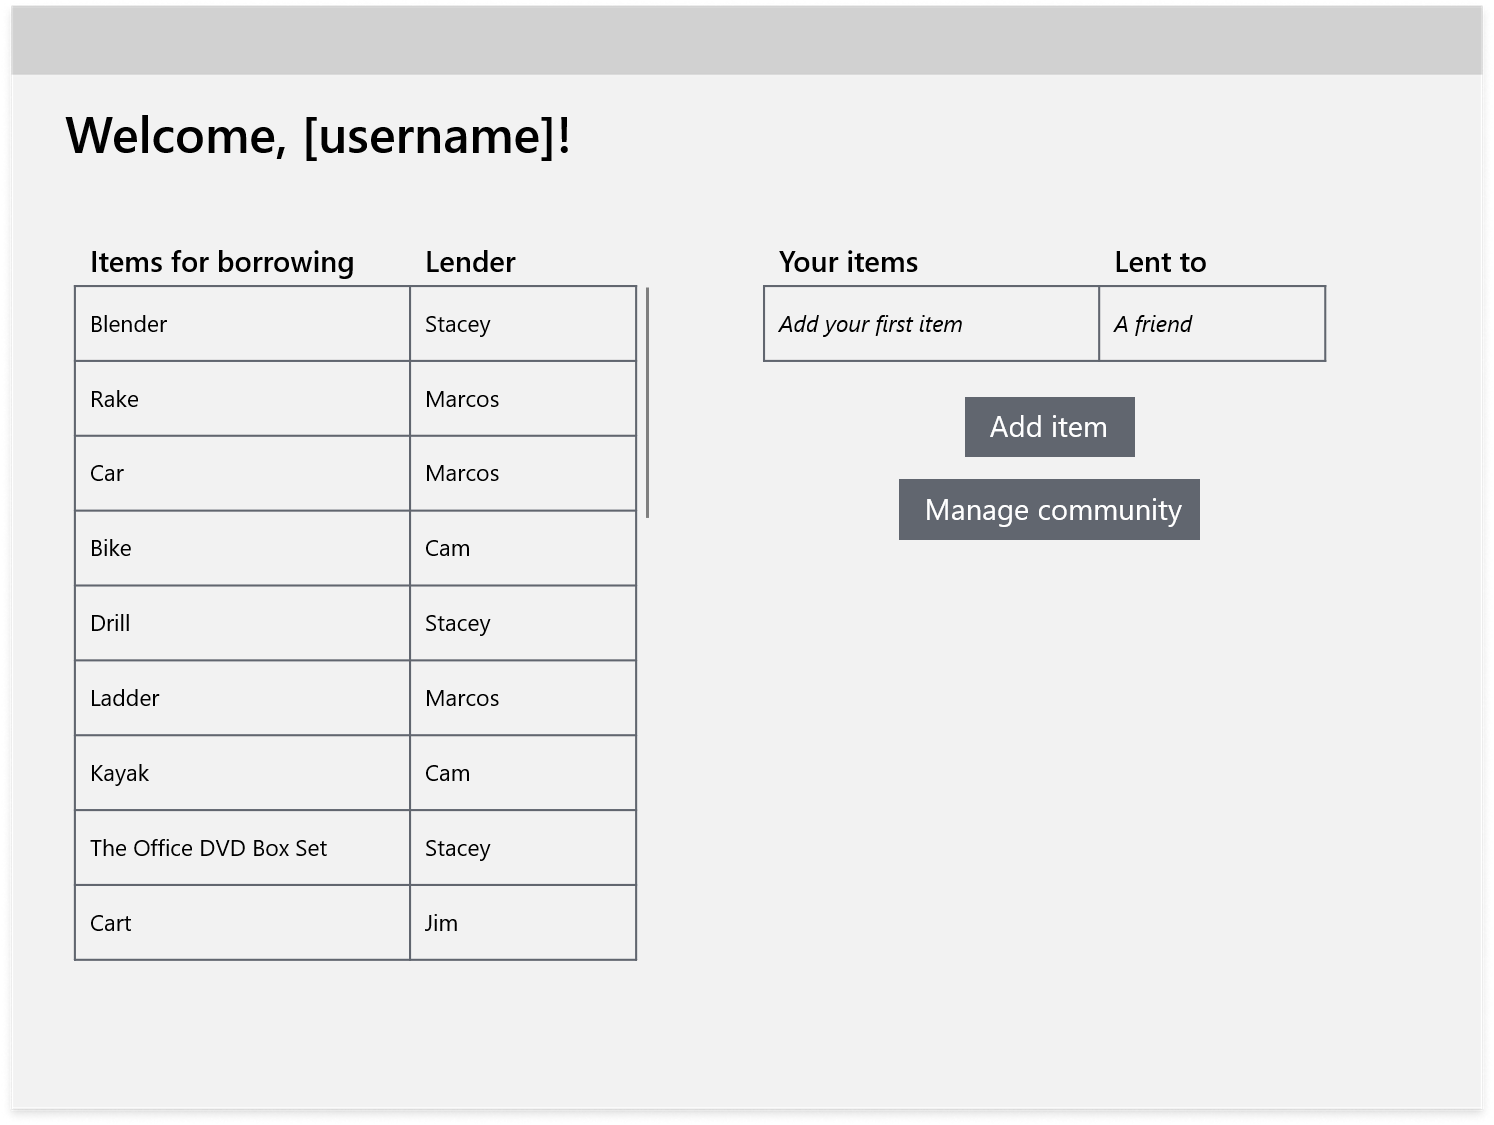 Welcome, [username]!
Items for borrowing Lender
Blender Stacey
Rake Marcos
Car Marcos
Bike Cam
Drill Stacey
Ladder Marcos
Kayak Cam
The Office DVD Box Set Stacey
Cart Jim
Your items Lent to
Add your first item A friend
Add item
Manage community